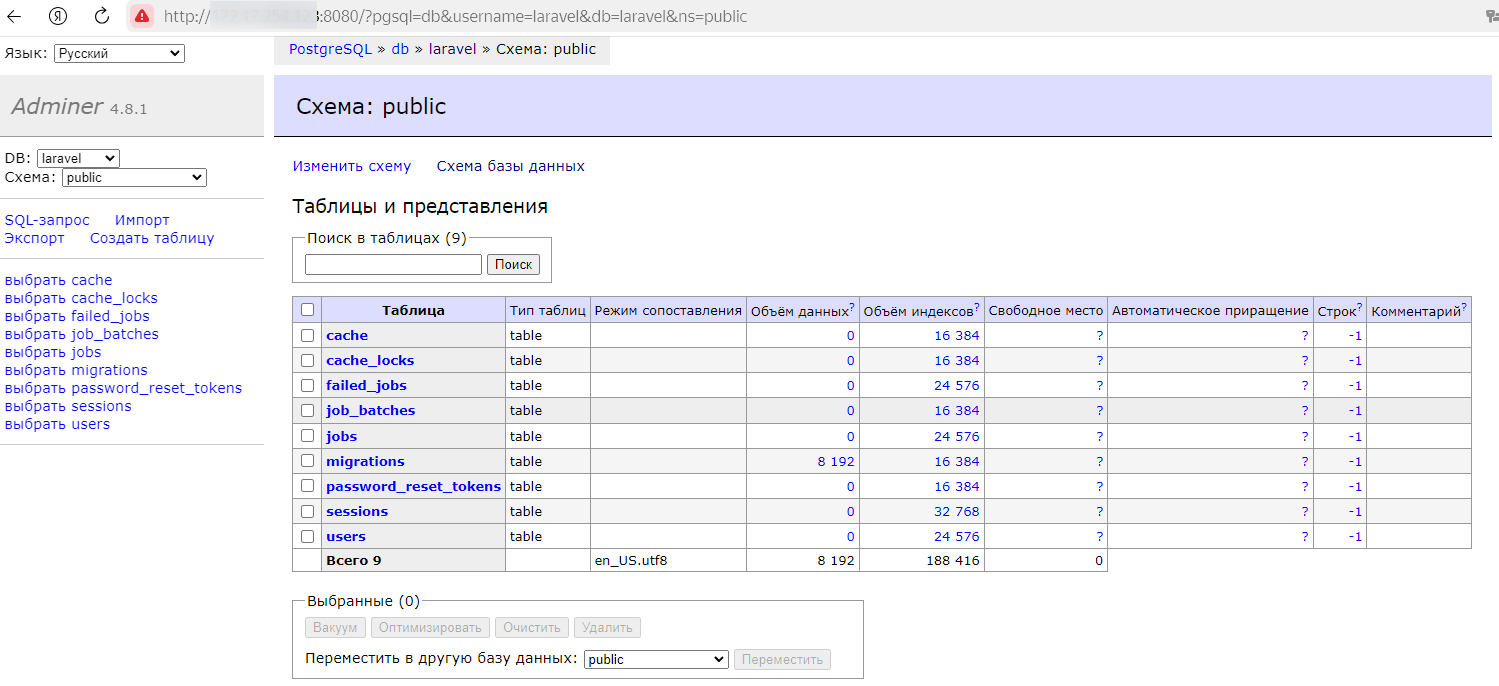 http:// :8080/?pgsql=db&username=laravel&db=laravel&ns=public
Язык: Русский
PostgreSQL » db » laravel » Схема: public
Adminer 4.8.1
Схема: public
DB: laravel
Схема: public
SQL-запрос Импорт
Экспорт Создать таблицу
выбрать cache
выбрать cache_locks
выбрать failed_jobs
выбрать job_batches
выбрать jobs
выбрать migrations
выбрать password_reset_tokens
выбрать sessions
выбрать users
Изменить схему Схема базы данных
Таблицы и представления
Поиск в таблицах (9)
Поиск
Таблица Тип таблиц Режим сопоставления Объём данных? Объём индексов? Свободное место Автоматическое приращение Строк? Комментарий?
cache table 0 16 384 ? ? -1
cache_locks table 0 16 384 ? ? -1
failed_jobs table 0 24 576 ? ? -1
job_batches table 0 16 384 ? ? -1
jobs table 0 24 576 ? ? -1
migrations table 8 192 16 384 ? ? -1
password_reset_tokens table 0 16 384 ? ? -1
sessions table 0 32 768 ? ? -1
users table 0 24 576 ? ? -1
Всего 9 en_US.utf8 8 192 188 416 0
Выбранные (0)
Вакуум Оптимизировать Очистить Удалить
Переместить в другую базу данных: public Переместить